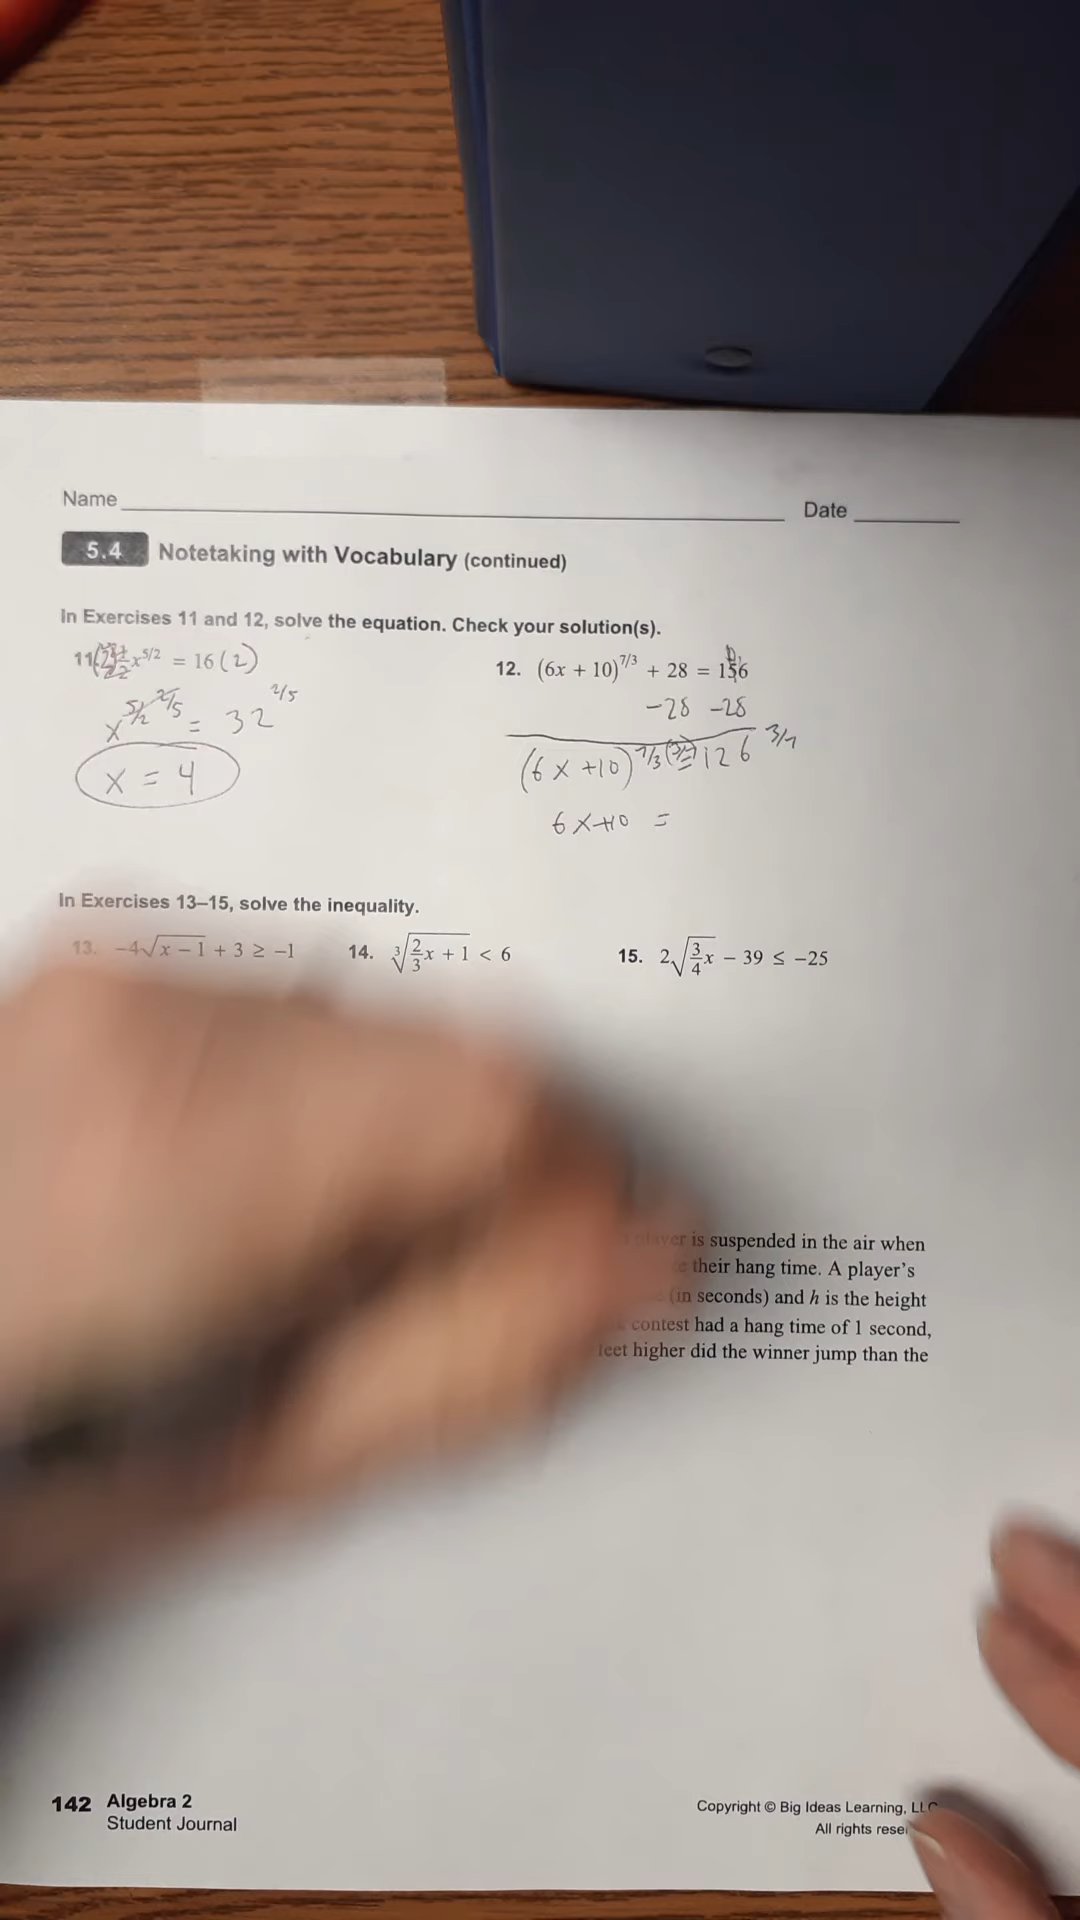 Name Date
5.4 Notetaking with Vocabulary (continued)
In Exercises 11 and 12, solve the equation. Check your solution(s).
11. x^5/2 = 16 (2)
x^5/2 2/5 = 32^2/5
x = 4
12. (6x + 10)^7/3 + 28 = 156
-28 -28
(6x +10)^7/3 (3/7) = 126^3/7
6x+10 =
In Exercises 13–15, solve the inequality.
13. −4√x − 1 + 3 ≥ −1
14. ∛2/3x + 1 < 6
15. 2√3/4x − 39 ≤ −25
player is suspended in the air when
their hang time. A player's
(in seconds) and h is the height
contest had a hang time of 1 second,
feet higher did the winner jump than the
142 Algebra 2
Student Journal
Copyright © Big Ideas Learning,
All rights